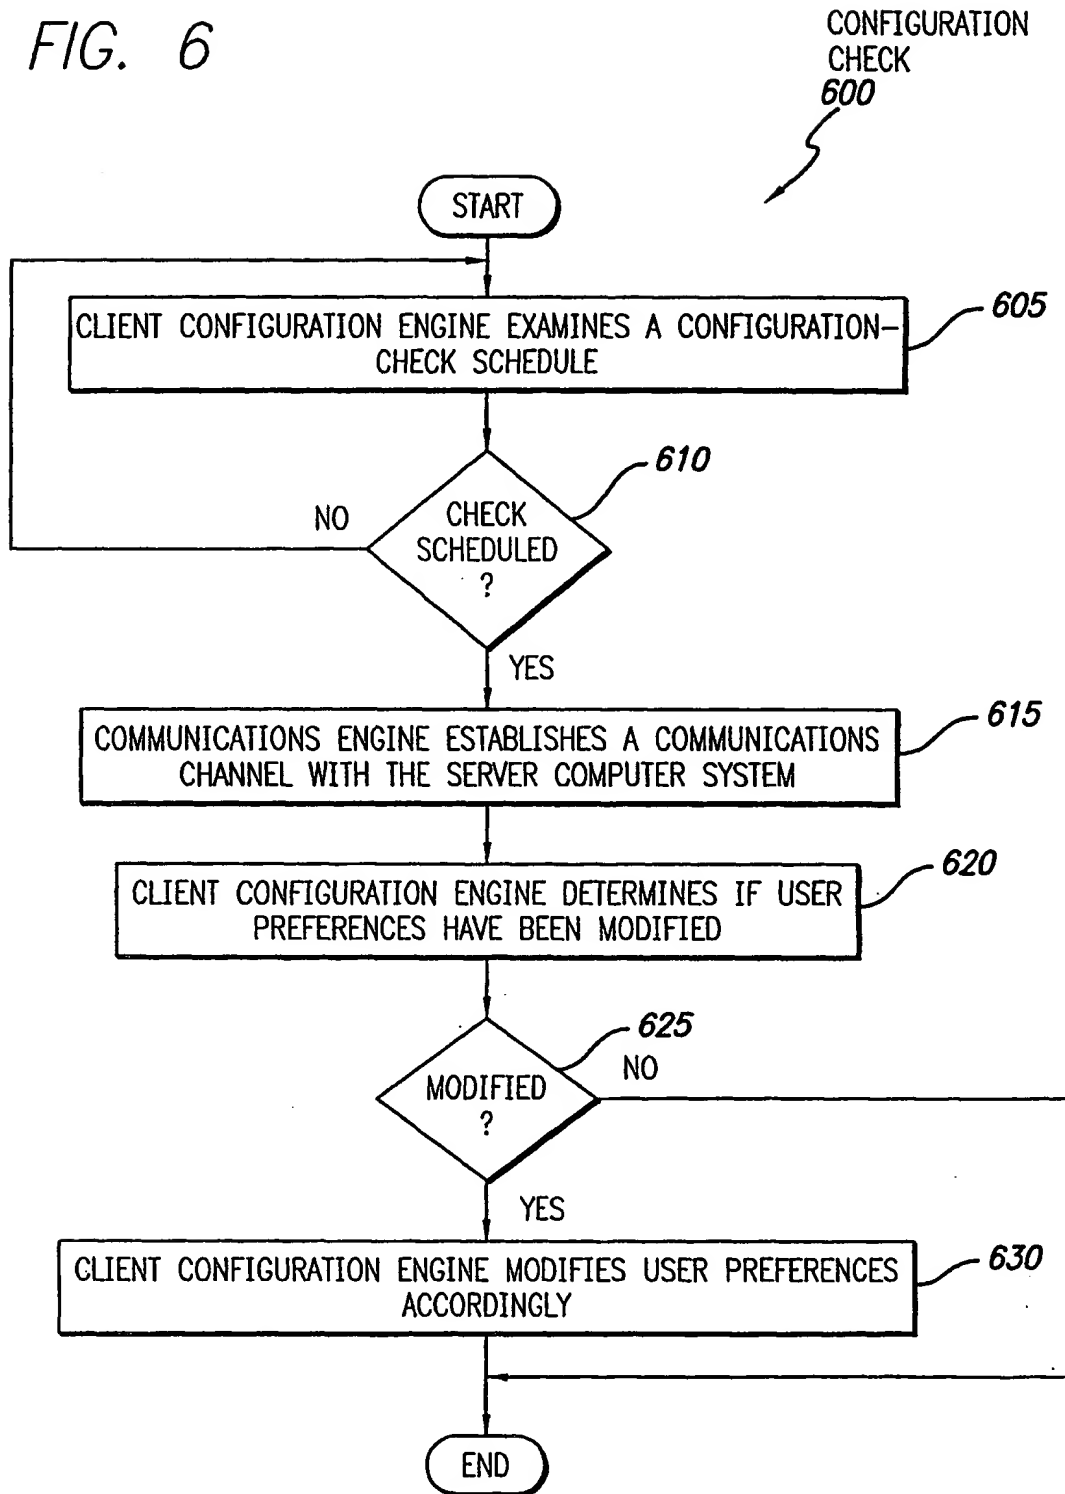 FIG. 6
CONFIGURATION
CHECK
600
START
CLIENT CONFIGURATION ENGINE EXAMINES A CONFIGURATION-
CHECK SCHEDULE
605
610
CHECK
SCHEDULED
?
NO
YES
COMMUNICATIONS ENGINE ESTABLISHES A COMMUNICATIONS
CHANNEL WITH THE SERVER COMPUTER SYSTEM
615
CLIENT CONFIGURATION ENGINE DETERMINES IF USER
PREFERENCES HAVE BEEN MODIFIED
620
625
MODIFIED
?
NO
YES
CLIENT CONFIGURATION ENGINE MODIFIES USER PREFERENCES
ACCORDINGLY
630
END